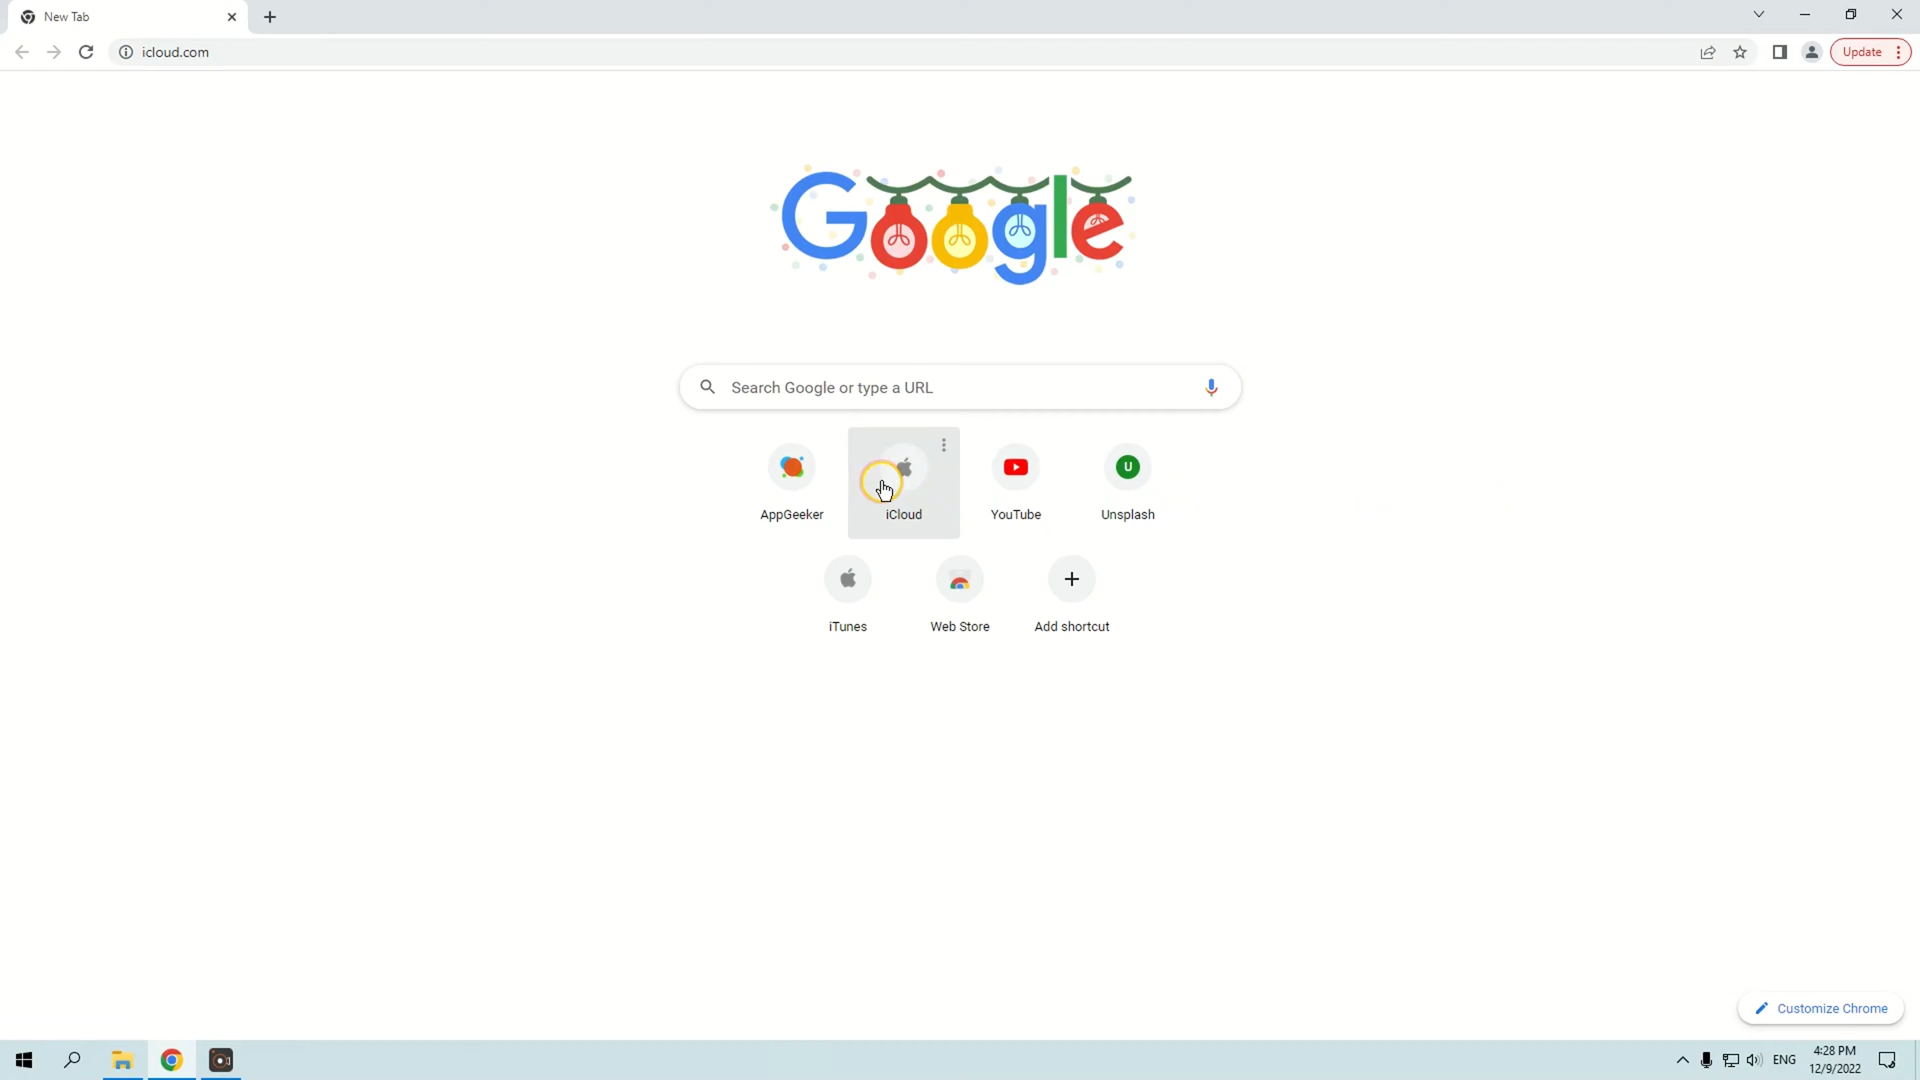 New Tab
icloud.com
Update
Google
Search Google or type a URL
AppGeeker
iCloud
YouTube
U
Unsplash
iTunes
Web Store
Add shortcut
Customize Chrome
ENG
4:28 PM
12/9/2022